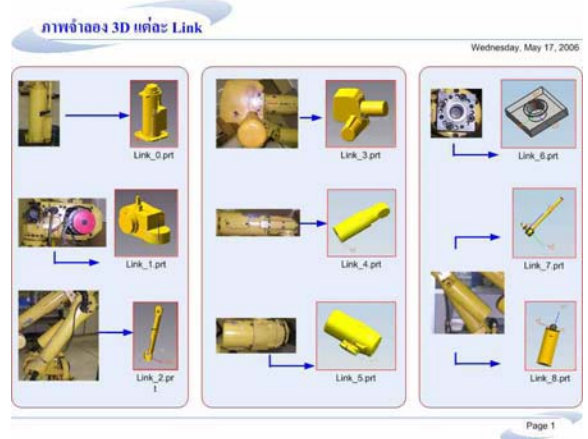 ภาพจำลอง 3D แต่ละ Link
Wednesday, May 17, 2006
Link_0.prt
Link_1.prt
Link_2.pr
t
Link_3.prt
Link_4.prt
Link_5.prt
Link_6.prt
Link_7.prt
Link_8.prt
Page 1